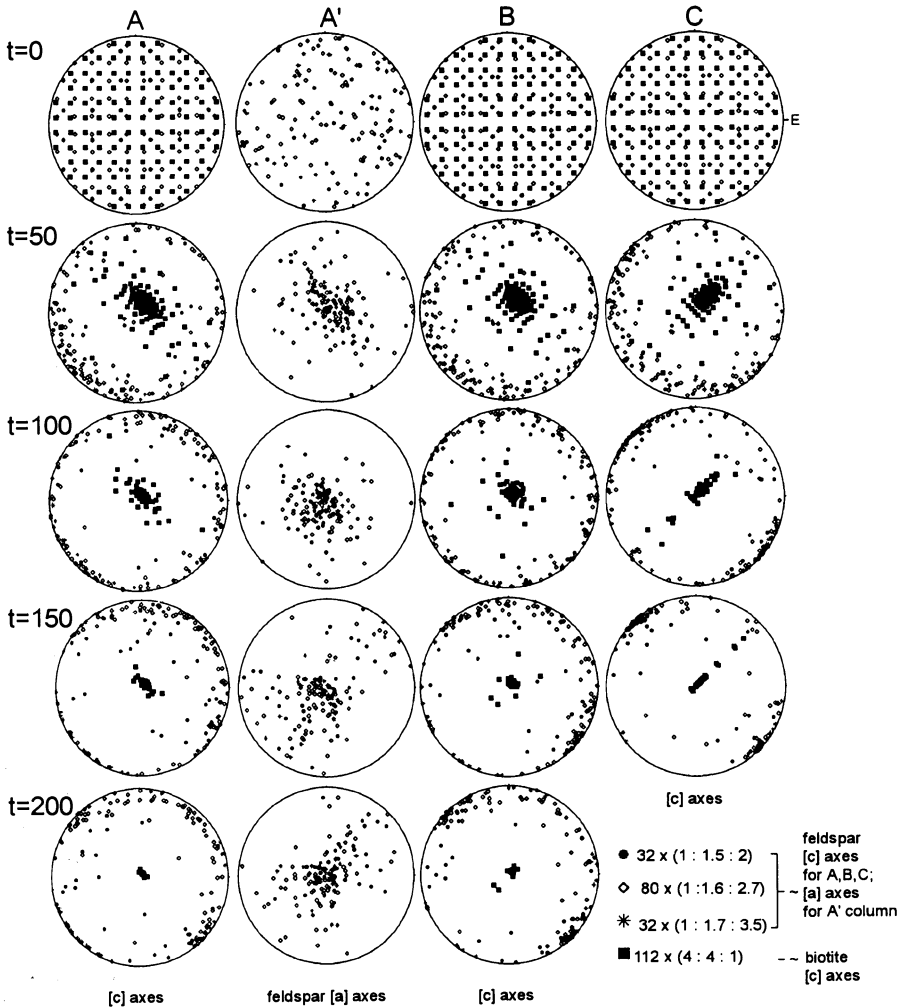 A A' B C
t=0
E
t=50
t=100
t=150
[c] axes
t=200
feldspar
● 32 x (1 : 1.5 : 2) [c] axes
for A,B,C;
◇ 80 x (1 :1.6 : 2.7) ~ [a] axes
for A' column
✳ 32 x (1 : 1.7 : 3.5)
■ 112 x (4 : 4 : 1) -~ biotite
[c] axes
[c] axes feldspar [a] axes [c] axes